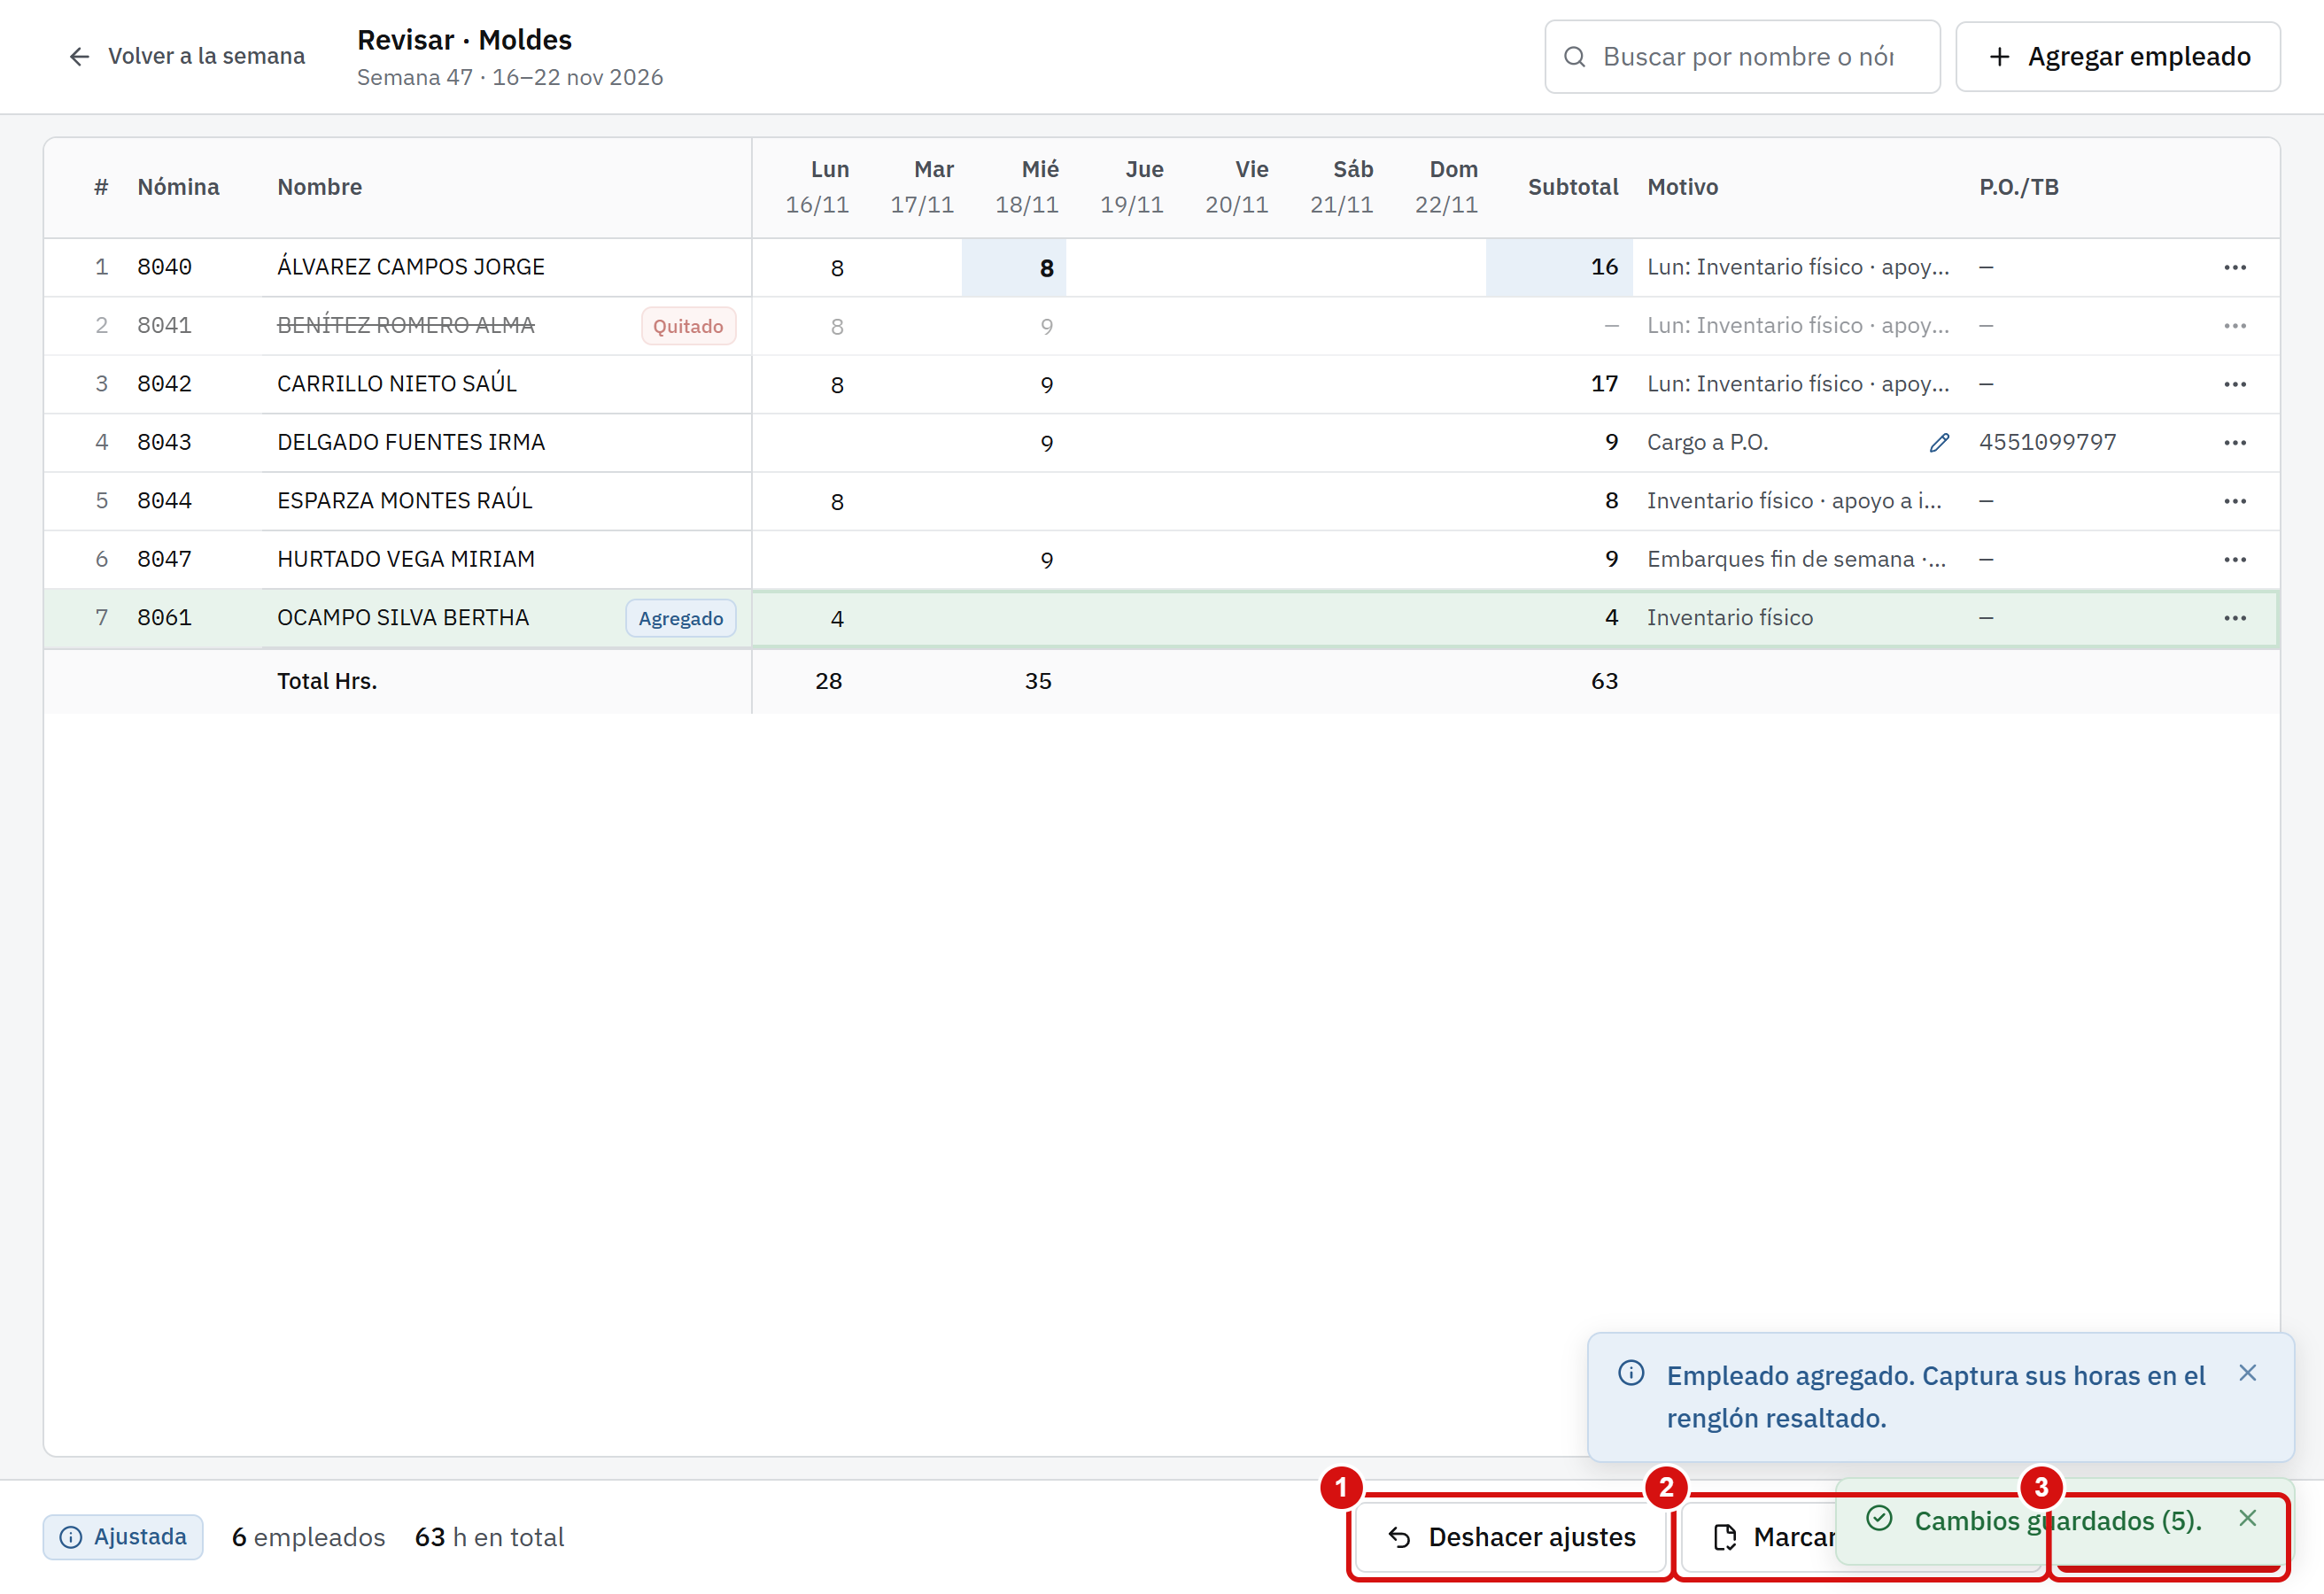 Volver a la semana
Revisar · Moldes
Semana 47 · 16–22 nov 2026
Buscar por nombre o nó
Agregar empleado
# Nómina Nombre Lun 16/11 Mar 17/11 Mié 18/11 Jue 19/11 Vie 20/11 Sáb 21/11 Dom 22/11 Subtotal Motivo P.O./TB
1 8040 ÁLVAREZ CAMPOS JORGE 8 8 16 Lun: Inventario físico · apoy... –
2 8041 BENÍTEZ ROMERO ALMA Quitado 8 9 – Lun: Inventario físico · apoy... –
3 8042 CARRILLO NIETO SAÚL 8 9 17 Lun: Inventario físico · apoy... –
4 8043 DELGADO FUENTES IRMA 9 9 Cargo a P.O. 4551099797
5 8044 ESPARZA MONTES RAÚL 8 8 Inventario físico · apoyo a i... –
6 8047 HURTADO VEGA MIRIAM 9 9 Embarques fin de semana ·... –
7 8061 OCAMPO SILVA BERTHA Agregado 4 4 Inventario físico –
Total Hrs. 28 35 63
Empleado agregado. Captura sus horas en el
renglón resaltado.
1 2 3
Ajustada 6 empleados 63 h en total
Deshacer ajustes
Marcar
Cambios guardados (5).